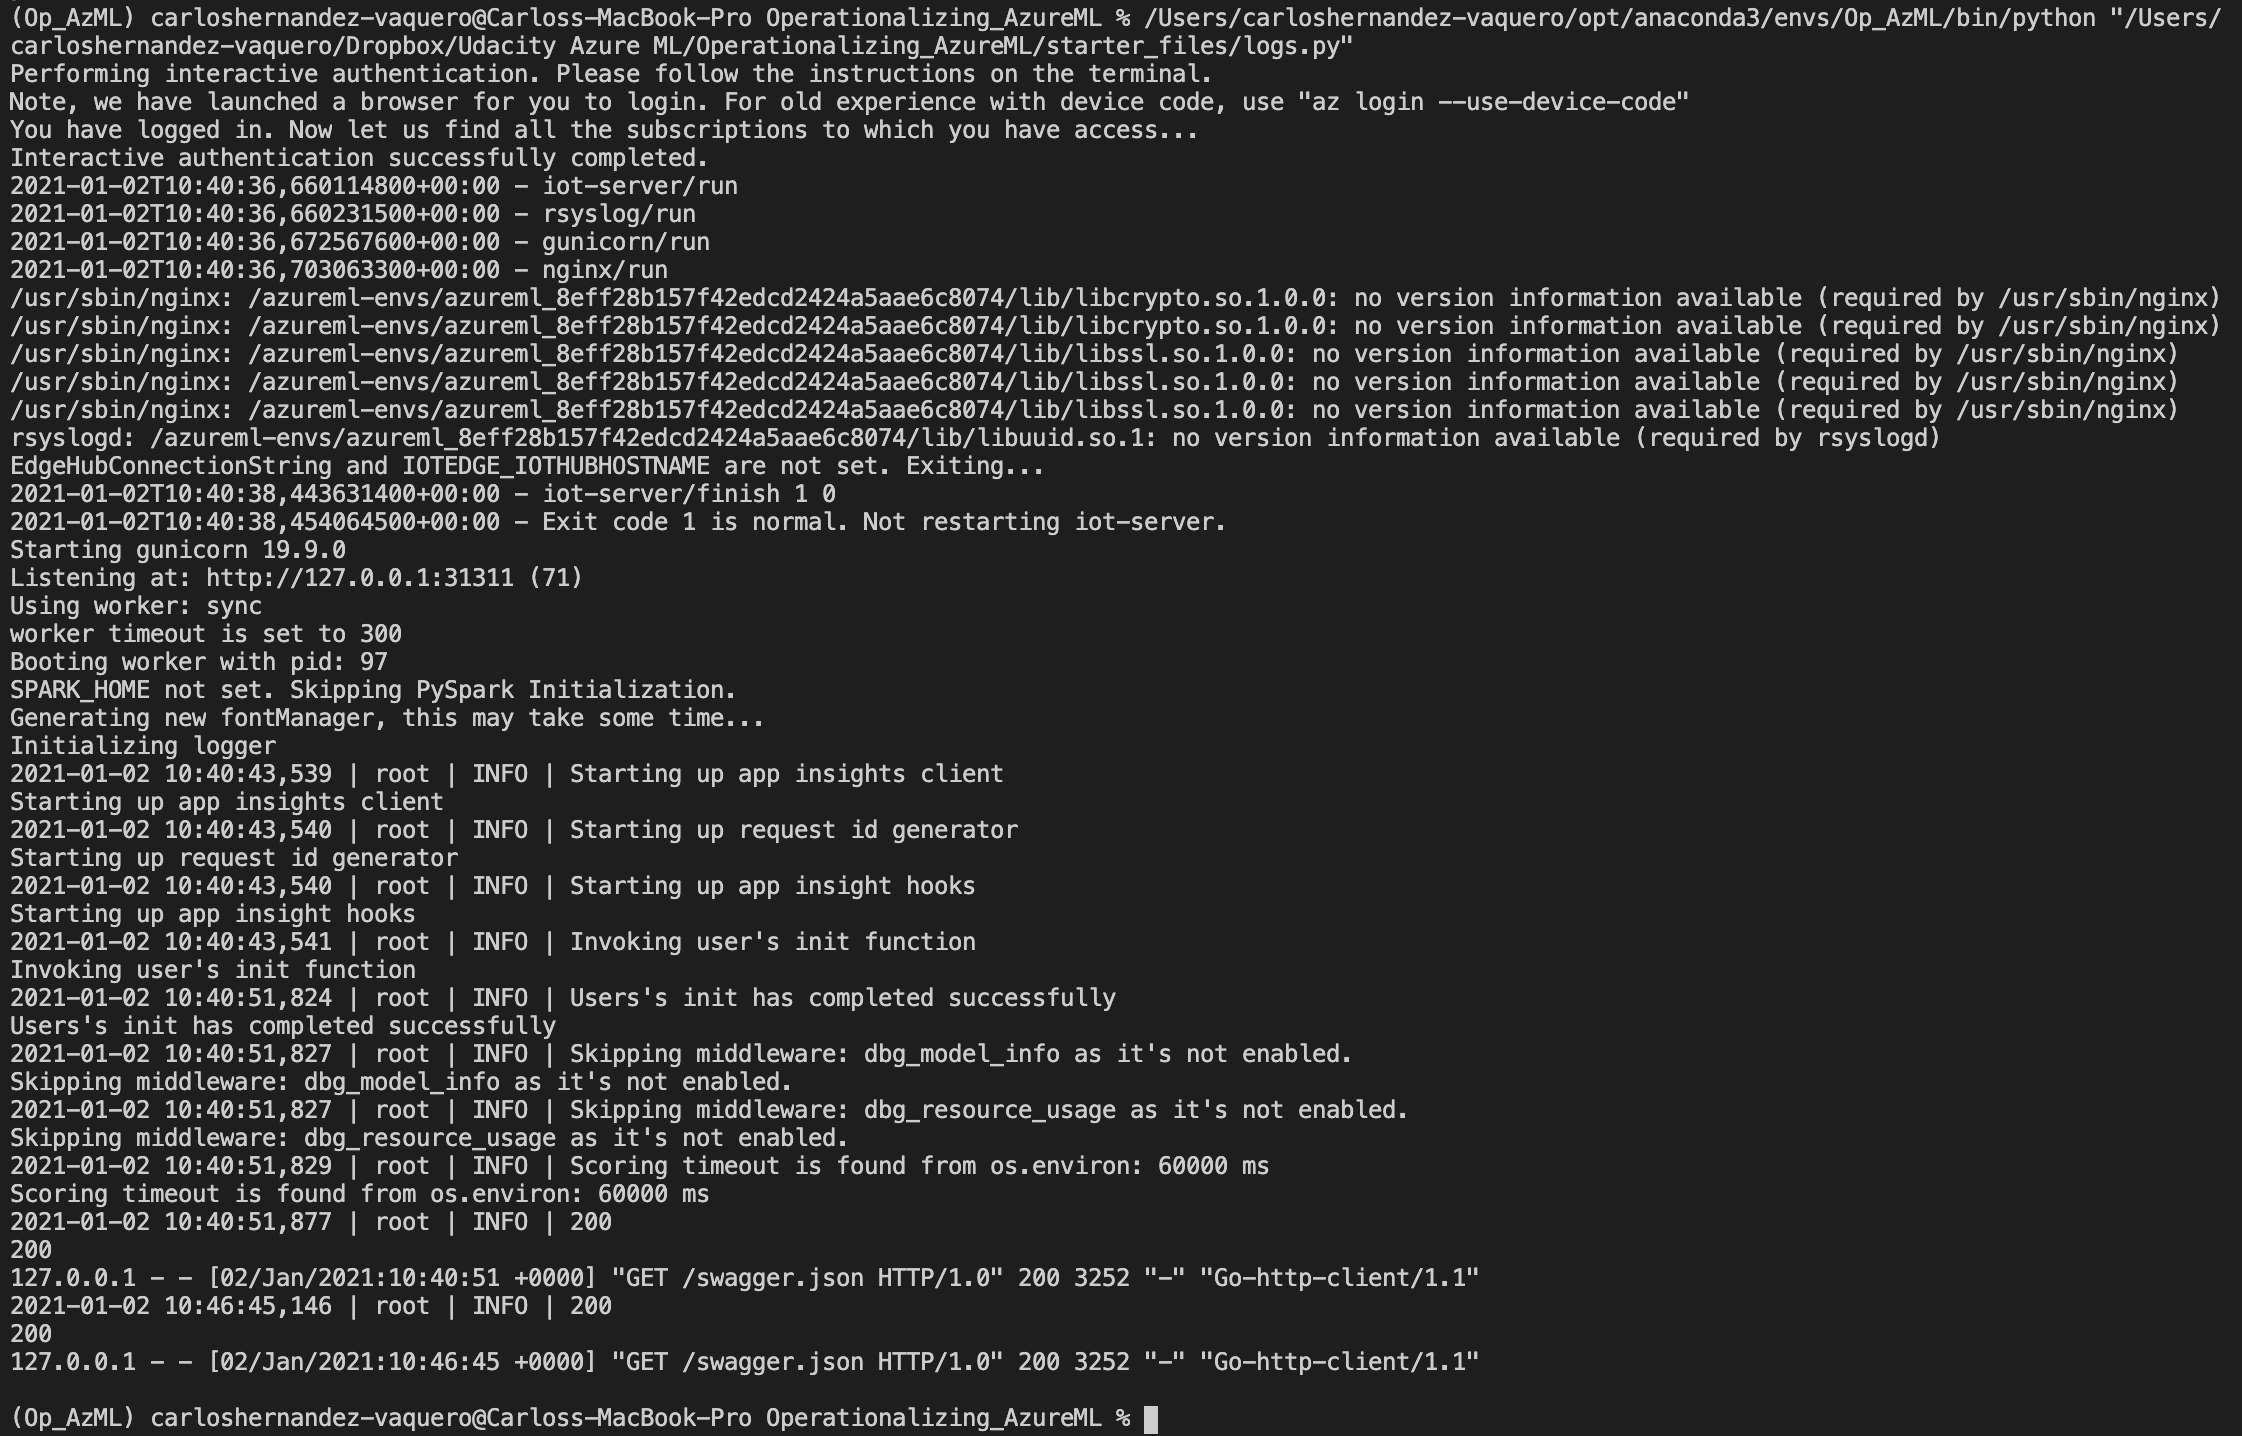 (Op_AzML) carloshernandez-vaquero@Carloss-MacBook-Pro Operationalizing_AzureML % /Users/carloshernandez-vaquero/opt/anaconda3/envs/Op_AzML/bin/python "/Users/
carloshernandez-vaquero/Dropbox/Udacity Azure ML/Operationalizing_AzureML/starter_files/logs.py"
Performing interactive authentication. Please follow the instructions on the terminal.
Note, we have launched a browser for you to login. For old experience with device code, use "az login --use-device-code"
You have logged in. Now let us find all the subscriptions to which you have access...
Interactive authentication successfully completed.
2021-01-02T10:40:36,660114800+00:00 - iot-server/run
2021-01-02T10:40:36,660231500+00:00 - rsyslog/run
2021-01-02T10:40:36,672567600+00:00 - gunicorn/run
2021-01-02T10:40:36,703063300+00:00 - nginx/run
/usr/sbin/nginx: /azureml-envs/azureml_8eff28b157f42edcd2424a5aae6c8074/lib/libcrypto.so.1.0.0: no version information available (required by /usr/sbin/nginx)
/usr/sbin/nginx: /azureml-envs/azureml_8eff28b157f42edcd2424a5aae6c8074/lib/libcrypto.so.1.0.0: no version information available (required by /usr/sbin/nginx)
/usr/sbin/nginx: /azureml-envs/azureml_8eff28b157f42edcd2424a5aae6c8074/lib/libssl.so.1.0.0: no version information available (required by /usr/sbin/nginx)
/usr/sbin/nginx: /azureml-envs/azureml_8eff28b157f42edcd2424a5aae6c8074/lib/libssl.so.1.0.0: no version information available (required by /usr/sbin/nginx)
/usr/sbin/nginx: /azureml-envs/azureml_8eff28b157f42edcd2424a5aae6c8074/lib/libssl.so.1.0.0: no version information available (required by /usr/sbin/nginx)
rsyslogd: /azureml-envs/azureml_8eff28b157f42edcd2424a5aae6c8074/lib/libuuid.so.1: no version information available (required by rsyslogd)
EdgeHubConnectionString and IOTEDGE_IOTHUBHOSTNAME are not set. Exiting...
2021-01-02T10:40:38,443631400+00:00 - iot-server/finish 1 0
2021-01-02T10:40:38,454064500+00:00 - Exit code 1 is normal. Not restarting iot-server.
Starting gunicorn 19.9.0
Listening at: http://127.0.0.1:31311 (71)
Using worker: sync
worker timeout is set to 300
Booting worker with pid: 97
SPARK_HOME not set. Skipping PySpark Initialization.
Generating new fontManager, this may take some time...
Initializing logger
2021-01-02 10:40:43,539 | root | INFO | Starting up app insights client
Starting up app insights client
2021-01-02 10:40:43,540 | root | INFO | Starting up request id generator
Starting up request id generator
2021-01-02 10:40:43,540 | root | INFO | Starting up app insight hooks
Starting up app insight hooks
2021-01-02 10:40:43,541 | root | INFO | Invoking user's init function
Invoking user's init function
2021-01-02 10:40:51,824 | root | INFO | Users's init has completed successfully
Users's init has completed successfully
2021-01-02 10:40:51,827 | root | INFO | Skipping middleware: dbg_model_info as it's not enabled.
Skipping middleware: dbg_model_info as it's not enabled.
2021-01-02 10:40:51,827 | root | INFO | Skipping middleware: dbg_resource_usage as it's not enabled.
Skipping middleware: dbg_resource_usage as it's not enabled.
2021-01-02 10:40:51,829 | root | INFO | Scoring timeout is found from os.environ: 60000 ms
Scoring timeout is found from os.environ: 60000 ms
2021-01-02 10:40:51,877 | root | INFO | 200
200
127.0.0.1 - - [02/Jan/2021:10:40:51 +0000] "GET /swagger.json HTTP/1.0" 200 3252 "-" "Go-http-client/1.1"
2021-01-02 10:46:45,146 | root | INFO | 200
200
127.0.0.1 - - [02/Jan/2021:10:46:45 +0000] "GET /swagger.json HTTP/1.0" 200 3252 "-" "Go-http-client/1.1"
(Op_AzML) carloshernandez-vaquero@Carloss-MacBook-Pro Operationalizing_AzureML %